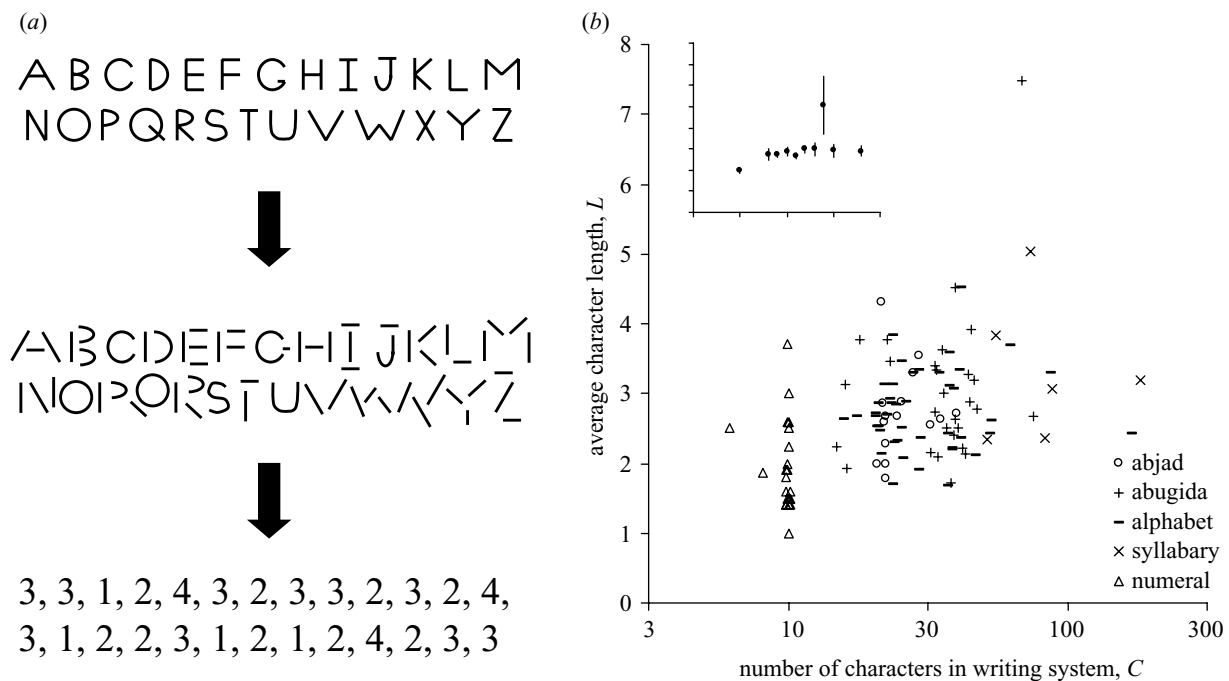 (a)
A B C D E F G H I J K L M
N O P Q R S T U V W X Y Z
A B C D E F G H I J K L M
N O P Q R S T U V W X Y Z
3, 3, 1, 2, 4, 3, 2, 3, 3, 2, 3, 2, 4,
3, 1, 2, 2, 3, 1, 2, 1, 2, 4, 2, 3, 3
(b)
8
7
6
5
4
3
2
1
0
average character length, L
abjad
abugida
alphabet
syllabary
numeral
3 10 30 100 300
number of characters in writing system, C